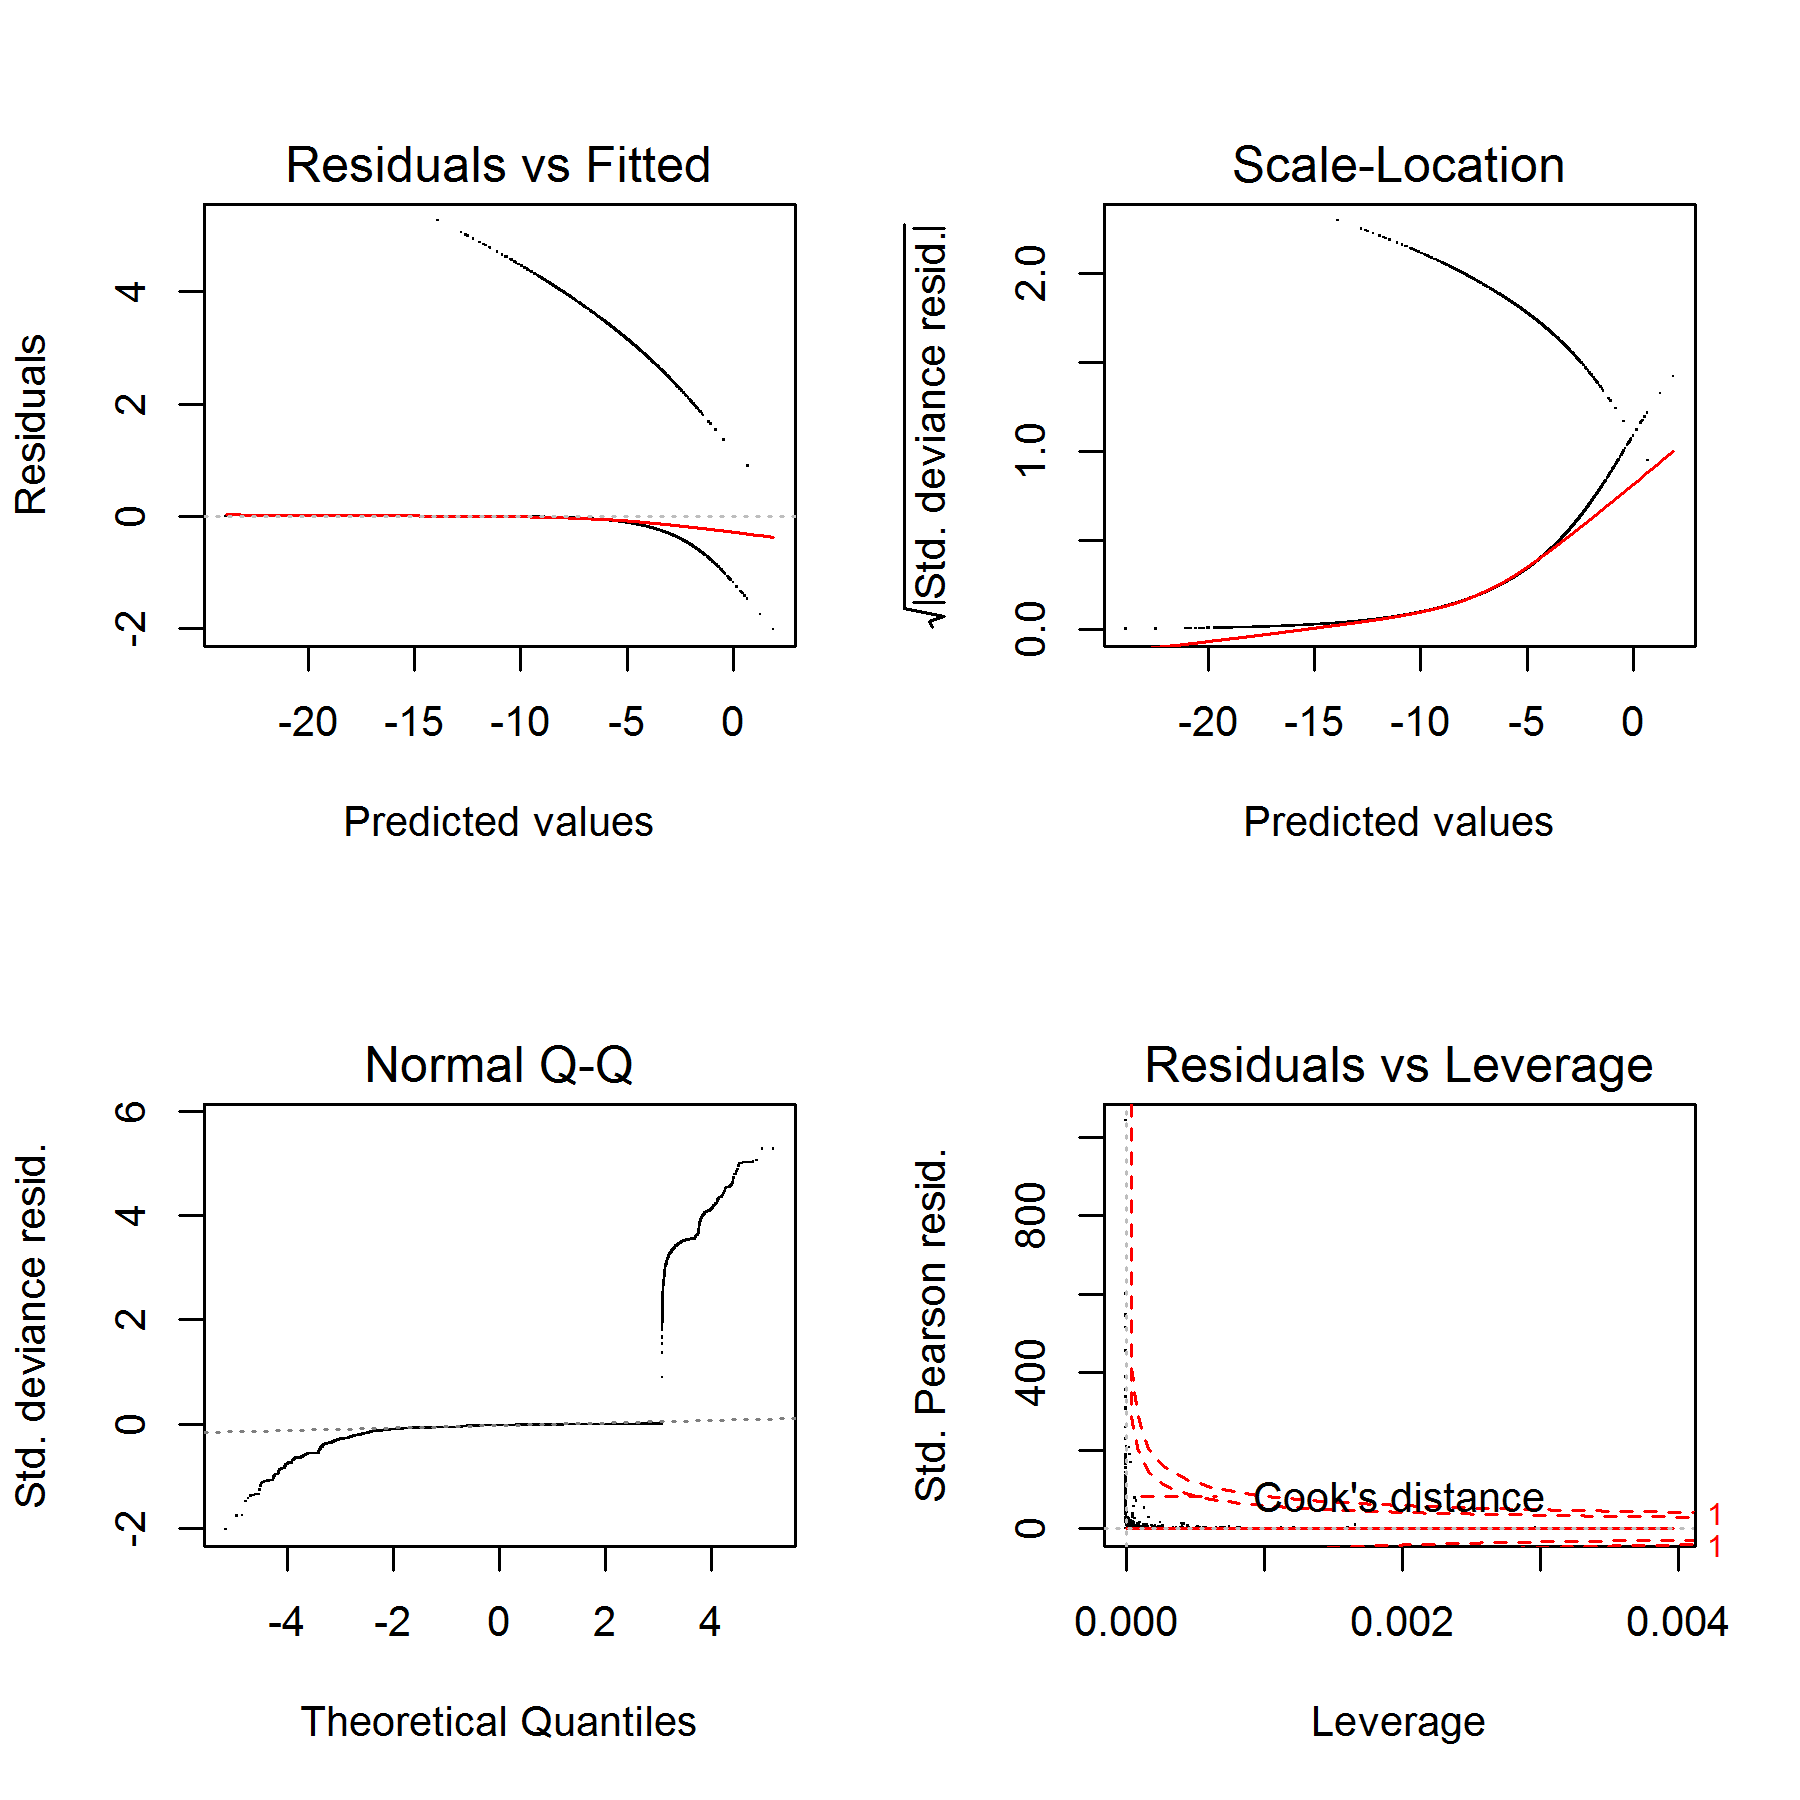 Residuals vs Fitted
Residuals
4
2
0
-2
-20 -15 -10 -5 0
Predicted values
Scale-Location
√|Std. deviance resid.|
2.0
1.0
0.0
-20 -15 -10 -5 0
Predicted values
Normal Q-Q
Std. deviance resid.
6
4
2
0
-2
-4 -2 0 2 4
Theoretical Quantiles
Residuals vs Leverage
Std. Pearson resid.
800
400
0
Cook's distance
1
1
0.000 0.002 0.004
Leverage